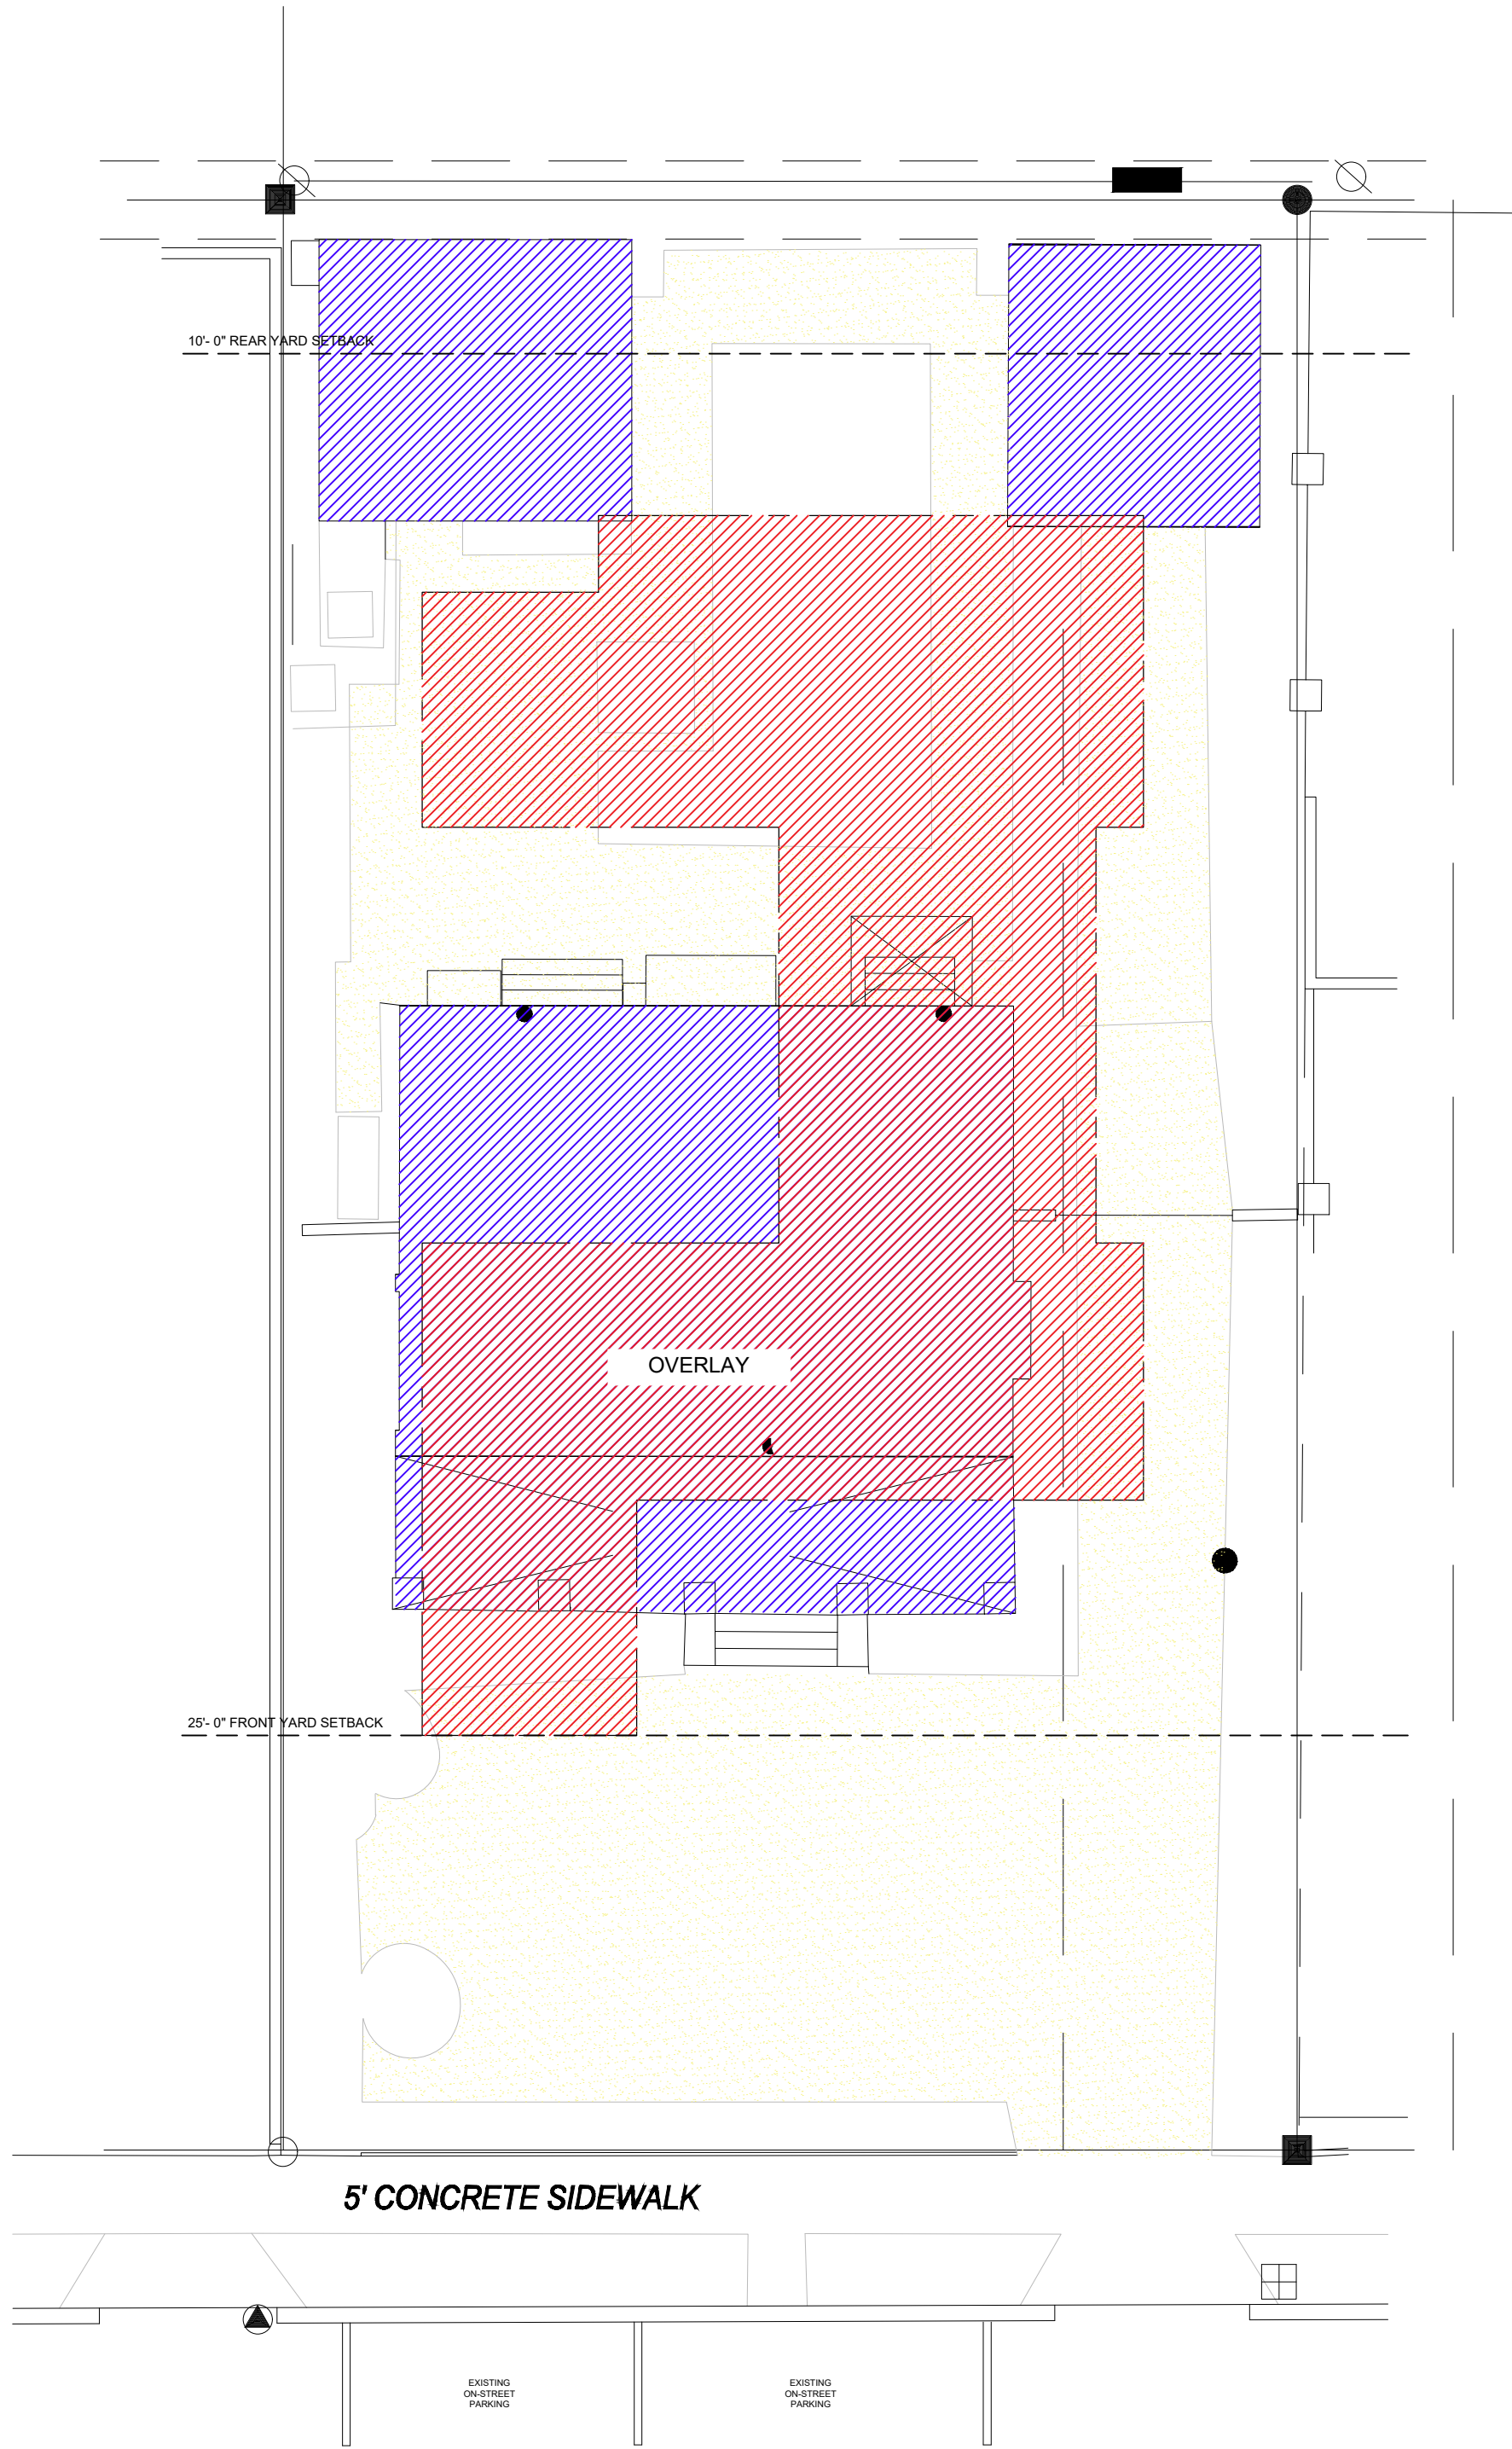 10'- 0" REAR YARD SETBACK
OVERLAY
25'- 0" FRONT YARD SETBACK
5' CONCRETE SIDEWALK
EXISTING
ON-STREET
PARKING
EXISTING
ON-STREET
PARKING